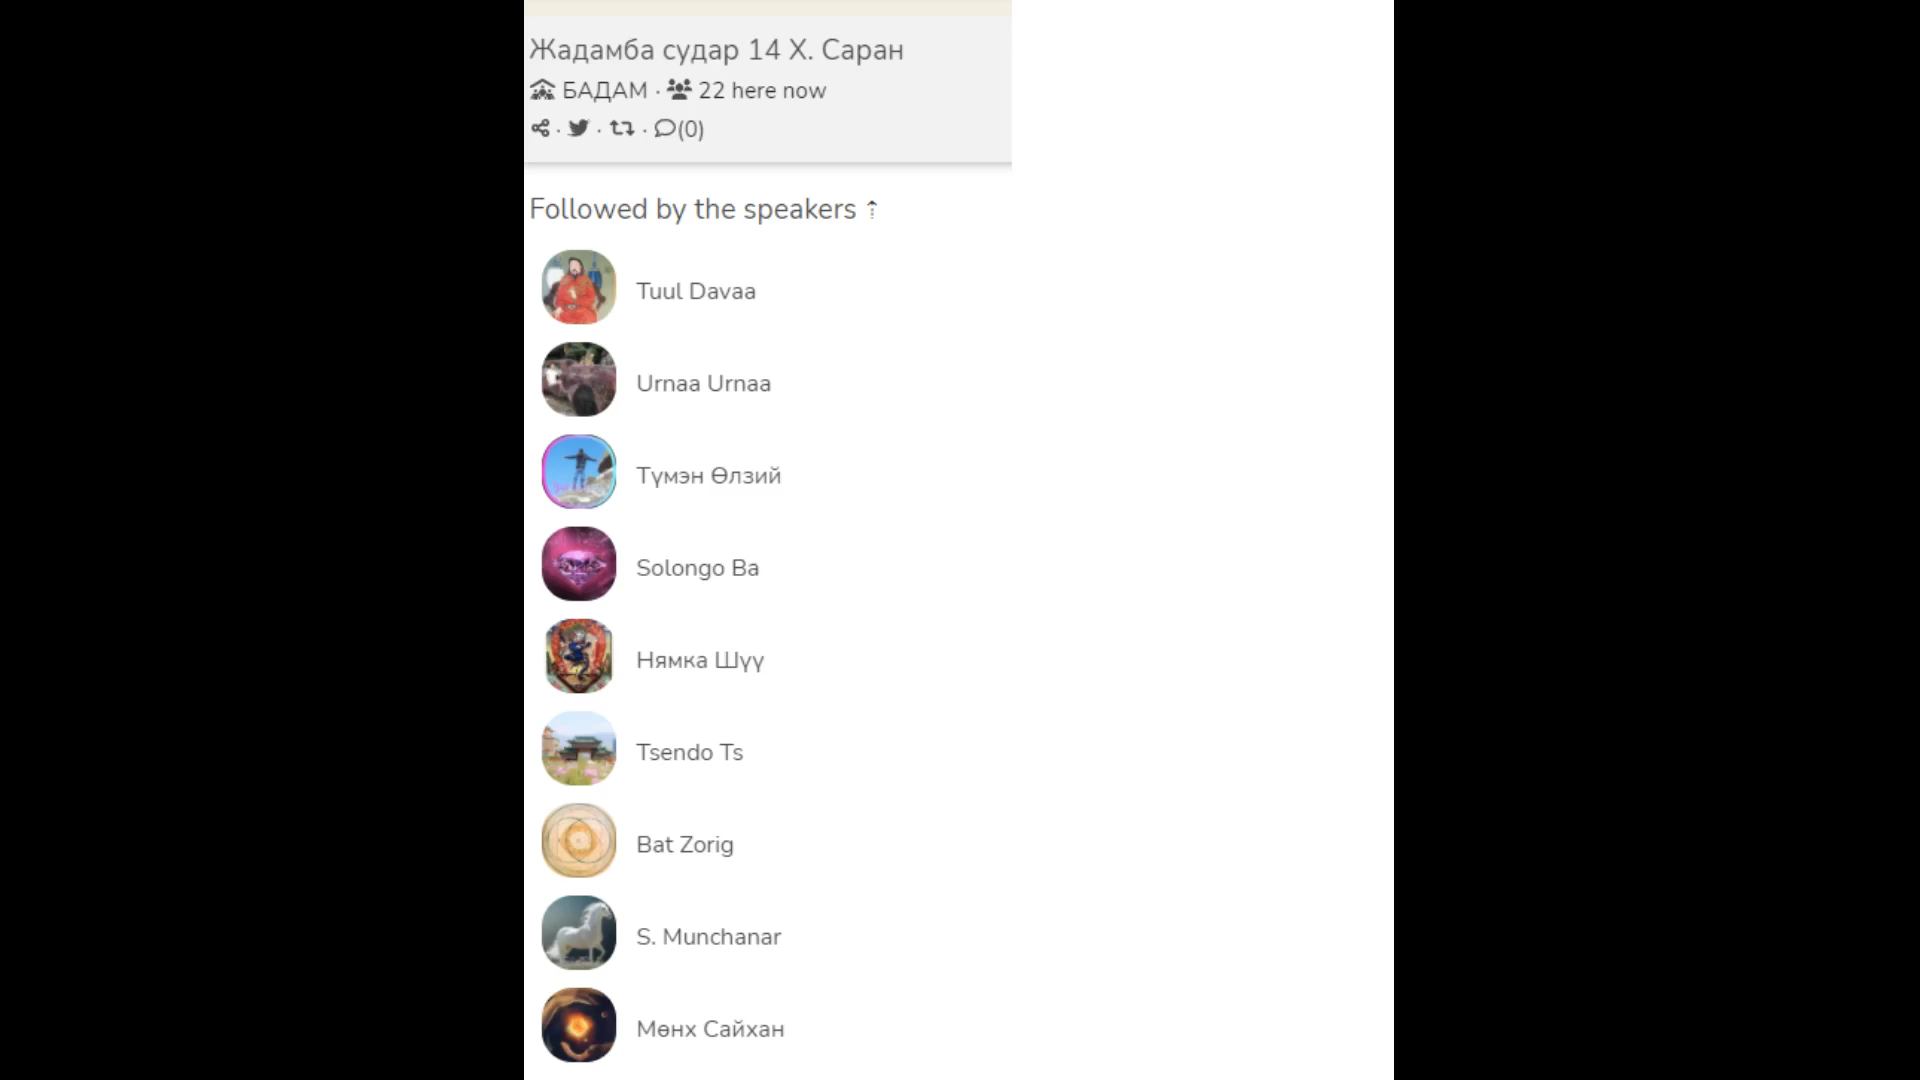 Жадамба судар 14 Х. Саран
БАДАМ · 22 here now
· · · (0)
Followed by the speakers ⇡
Tuul Davaa
Urnaa Urnaa
Түмэн Өлзий
Solongo Ba
Нямка Шүү
Tsendo Ts
Bat Zorig
S. Munchanar
Мөнх Сайхан